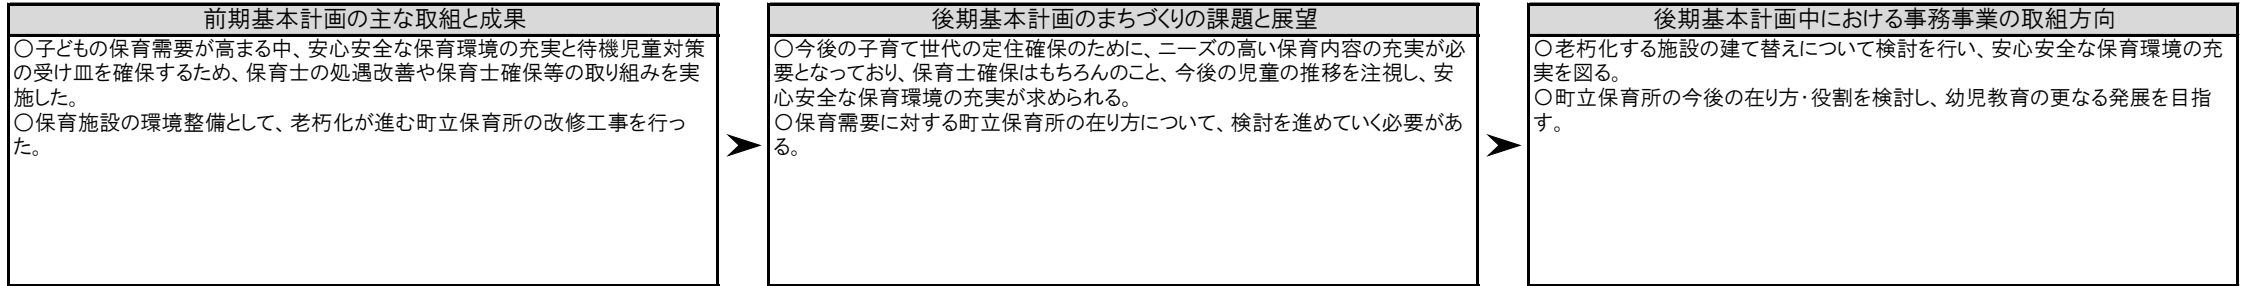 前期基本計画の主な取組と成果
〇子どもの保育需要が高まる中、安心安全な保育環境の充実と待機児童対策
の受け皿を確保するため、保育士の処遇改善や保育士確保等の取り組みを実
施した。
〇保育施設の環境整備として、老朽化が進む町立保育所の改修工事を行っ
た。
後期基本計画のまちづくりの課題と展望
〇今後の子育て世代の定住確保のために、ニーズの高い保育内容の充実が必
要となっており、保育士確保はもちろんのこと、今後の児童の推移を注視し、安
心安全な保育環境の充実が求められる。
〇保育需要に対する町立保育所の在り方について、検討を進めていく必要があ
る。
後期基本計画中における事務事業の取組方向
〇老朽化する施設の建て替えについて検討を行い、安心安全な保育環境の充
実を図る。
〇町立保育所の今後の在り方・役割を検討し、幼児教育の更なる発展を目指
す。